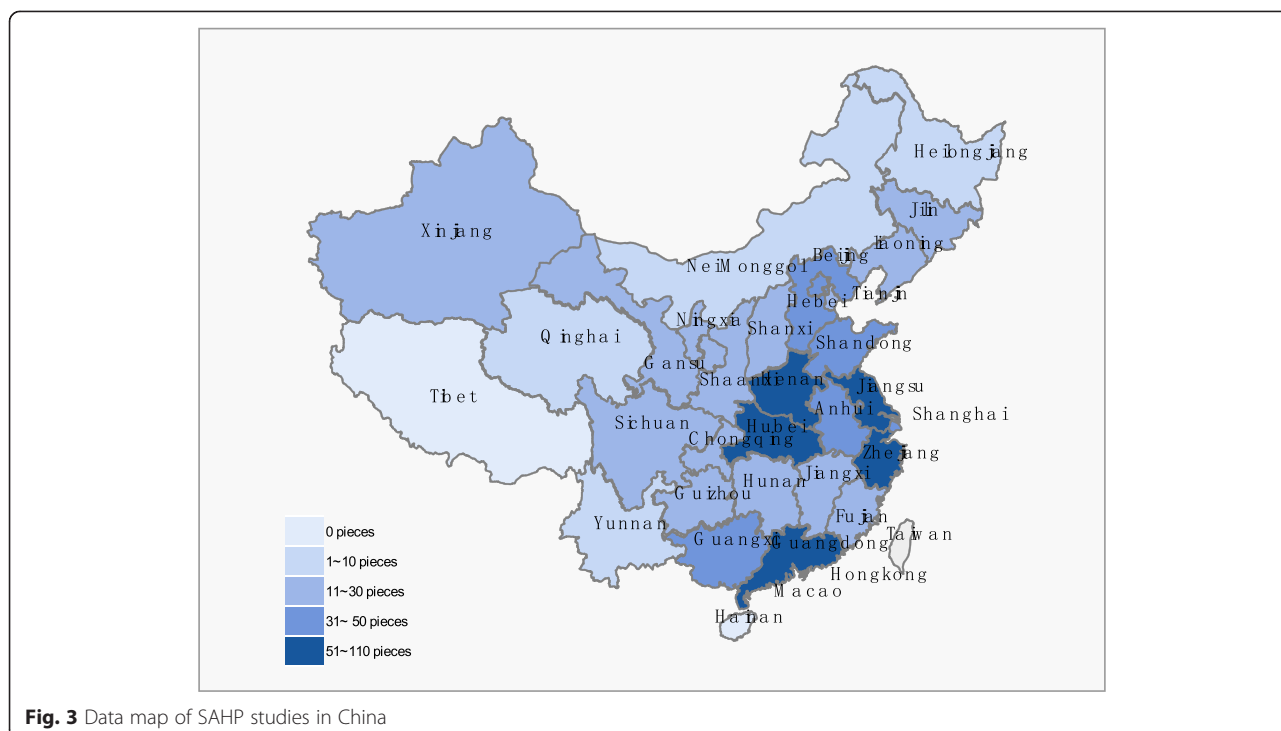 Heilongjiang
Jilin
Xinjiang
Liaoning
Beijing
NeiMonggol
Tianjin
Hebei
Ningxia
Shanxi
Qinghai
Shandong
Gansu
Shaanxi
Henan
Jiangsu
Tibet
Anhui
Shanghai
Sichuan
Hubei
Chongqing
Zhejiang
Jiangxi
Hunan
Guizhou
Fujian
Yunnan
Taiwan
Guangxi
Guangdong
Hongkong
Macao
Hainan
0 pieces
1~10 pieces
11~30 pieces
31~ 50 pieces
51~110 pieces
Fig. 3 Data map of SAHP studies in China